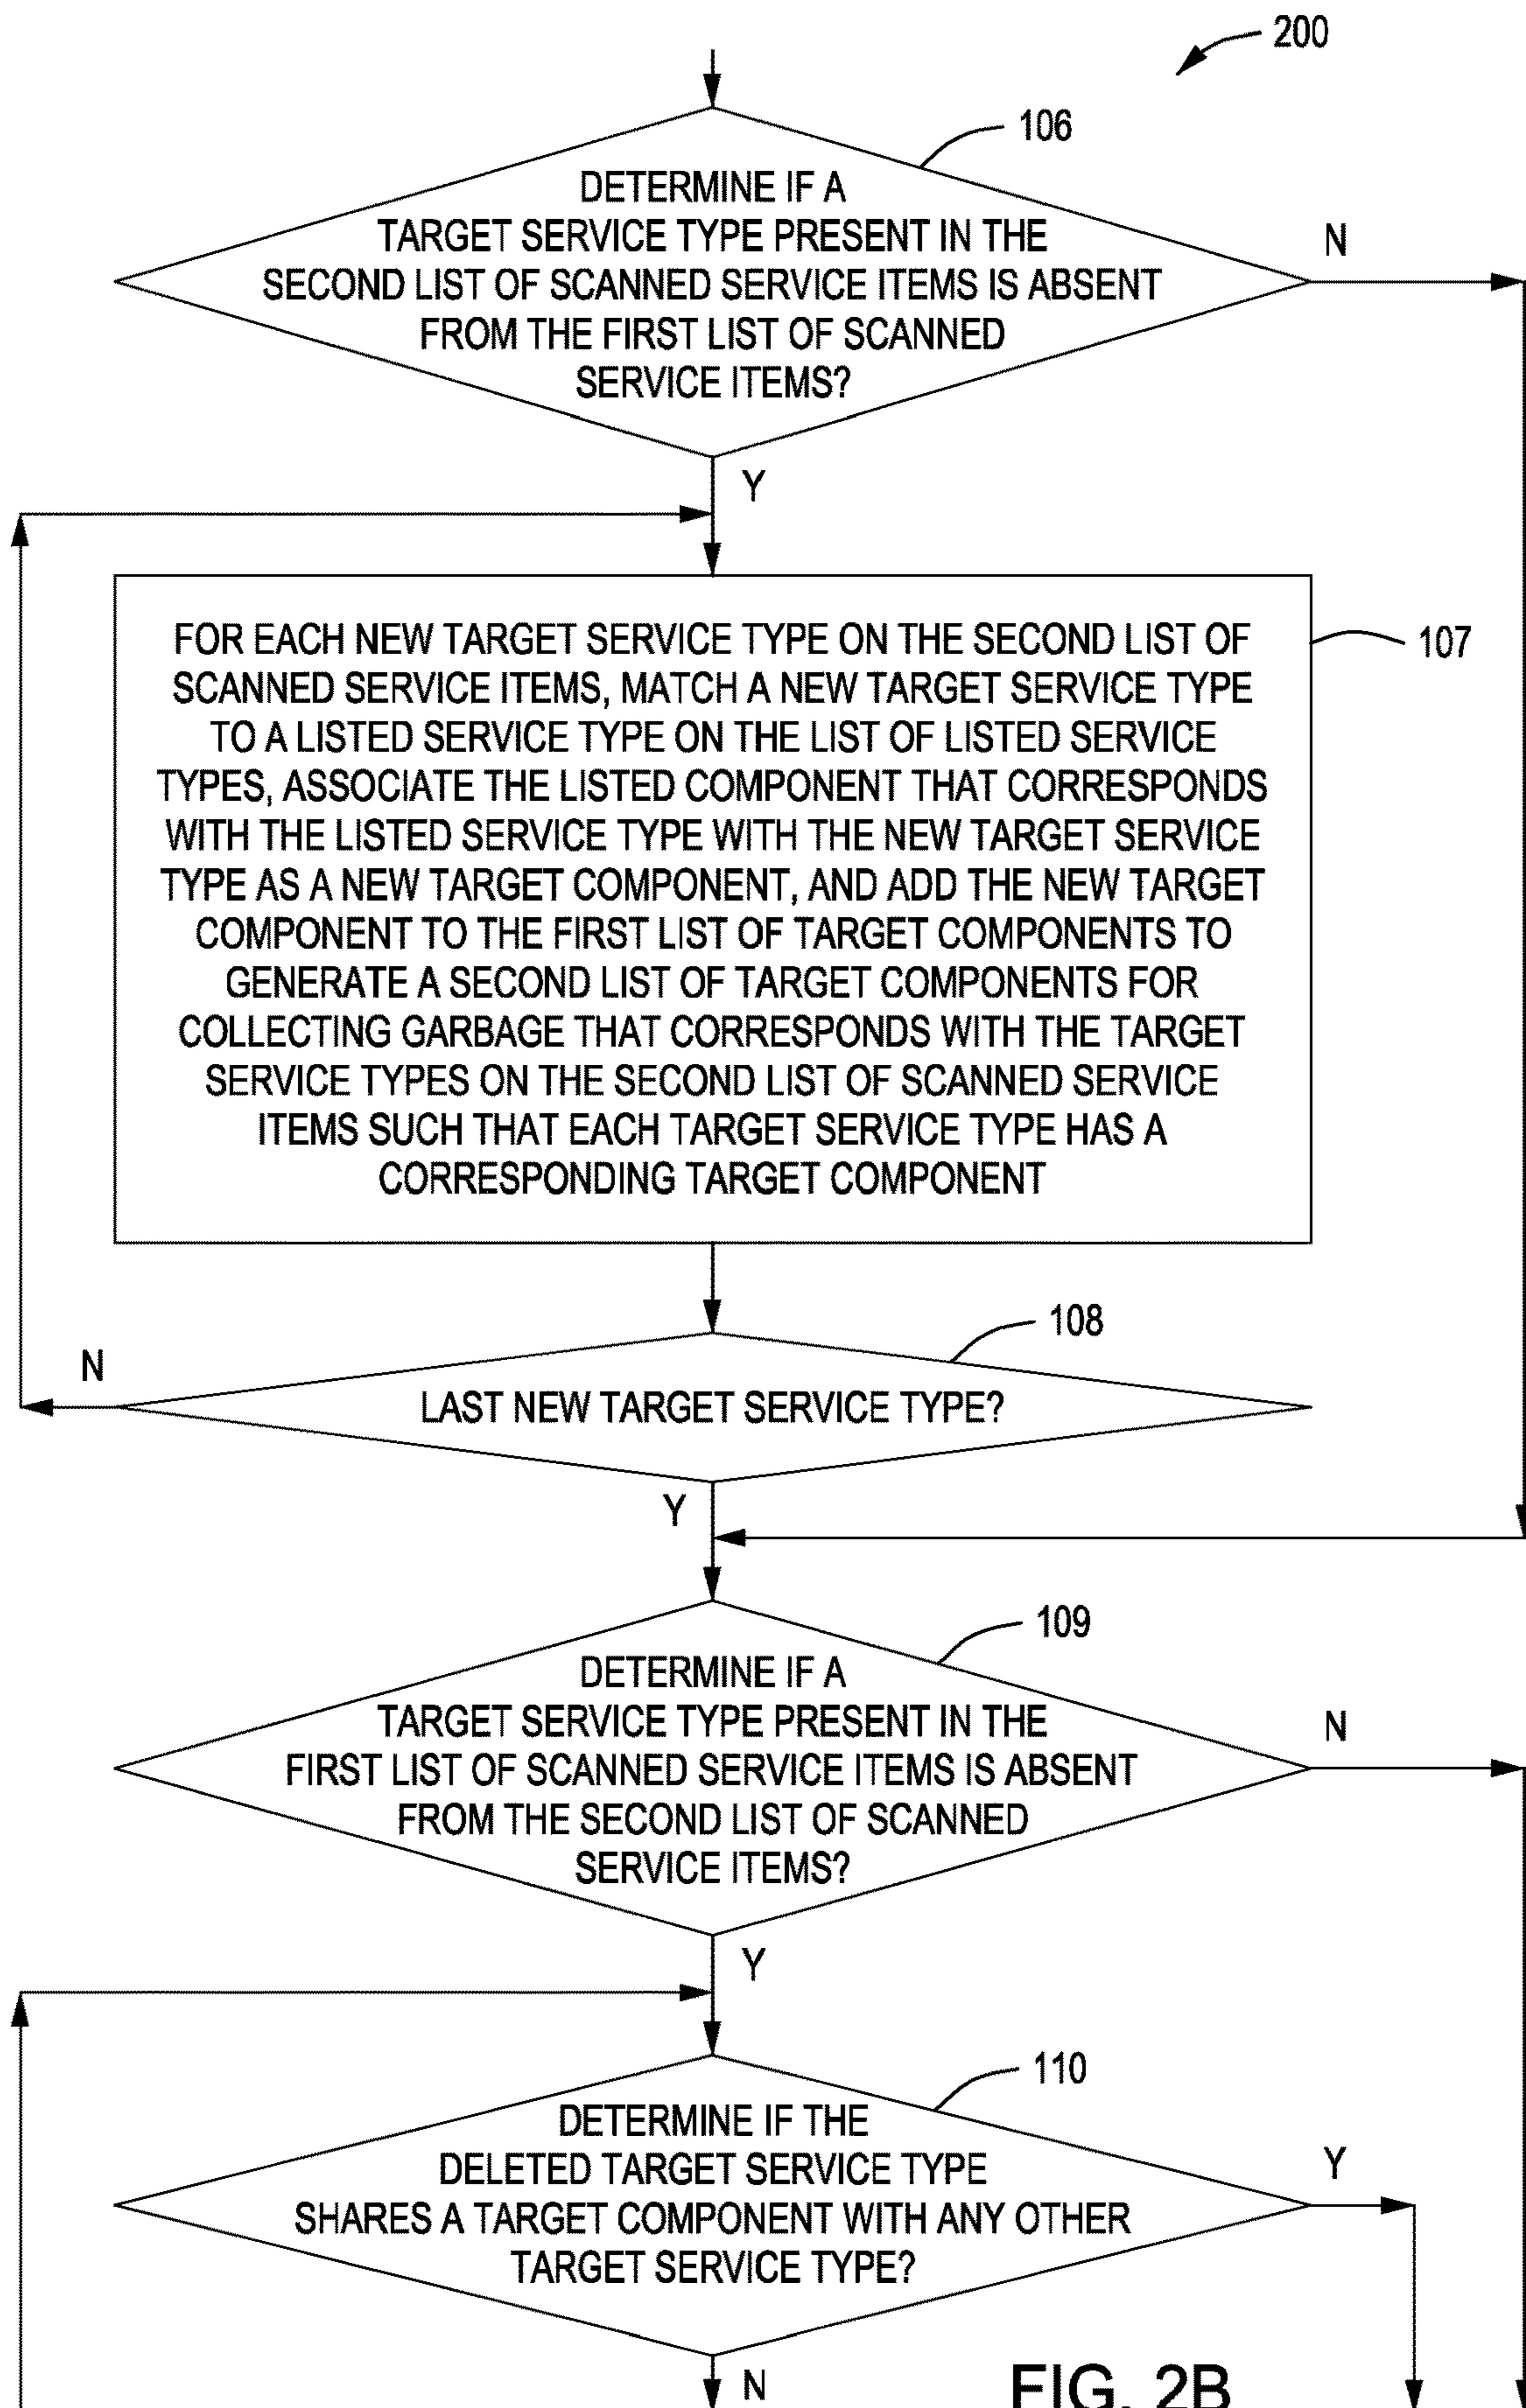 200
106
DETERMINE IF A
TARGET SERVICE TYPE PRESENT IN THE
SECOND LIST OF SCANNED SERVICE ITEMS IS ABSENT
FROM THE FIRST LIST OF SCANNED
SERVICE ITEMS?
N
Y
FOR EACH NEW TARGET SERVICE TYPE ON THE SECOND LIST OF
SCANNED SERVICE ITEMS, MATCH A NEW TARGET SERVICE TYPE
TO A LISTED SERVICE TYPE ON THE LIST OF LISTED SERVICE
TYPES, ASSOCIATE THE LISTED COMPONENT THAT CORRESPONDS
WITH THE LISTED SERVICE TYPE WITH THE NEW TARGET SERVICE
TYPE AS A NEW TARGET COMPONENT, AND ADD THE NEW TARGET
COMPONENT TO THE FIRST LIST OF TARGET COMPONENTS TO
GENERATE A SECOND LIST OF TARGET COMPONENTS FOR
COLLECTING GARBAGE THAT CORRESPONDS WITH THE TARGET
SERVICE TYPES ON THE SECOND LIST OF SCANNED SERVICE
ITEMS SUCH THAT EACH TARGET SERVICE TYPE HAS A
CORRESPONDING TARGET COMPONENT
107
108
N
LAST NEW TARGET SERVICE TYPE?
Y
109
DETERMINE IF A
TARGET SERVICE TYPE PRESENT IN THE
FIRST LIST OF SCANNED SERVICE ITEMS IS ABSENT
FROM THE SECOND LIST OF SCANNED
SERVICE ITEMS?
N
Y
110
DETERMINE IF THE
DELETED TARGET SERVICE TYPE
SHARES A TARGET COMPONENT WITH ANY OTHER
TARGET SERVICE TYPE?
Y
N
FIG. 2B